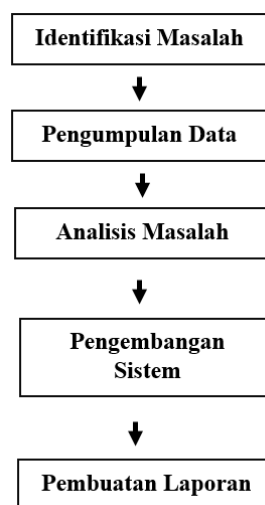 Identifikasi Masalah
Pengumpulan Data
Analisis Masalah
Pengembangan
Sistem
Pembuatan Laporan